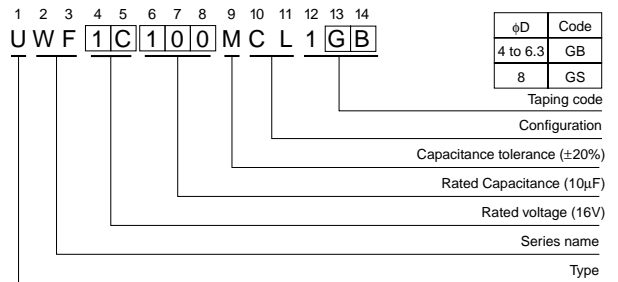 1 2 3 4 5 6 7 8 9 10 11 12 13 14
U W F 1 C 1 0 0 M C L 1 G B
φD Code
4 to 6.3 GB
8 GS
Taping code
Configuration
Capacitance tolerance (±20%)
Rated Capacitance (10μF)
Rated voltage (16V)
Series name
Type